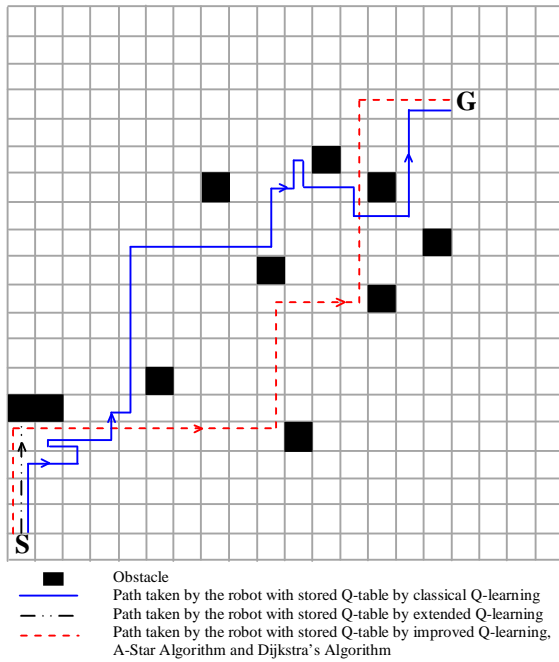 G
S
Obstacle
Path taken by the robot with stored Q-table by classical Q-learning
Path taken by the robot with stored Q-table by extended Q-learning
Path taken by the robot with stored Q-table by improved Q-learning,
A-Star Algorithm and Dijkstra's Algorithm